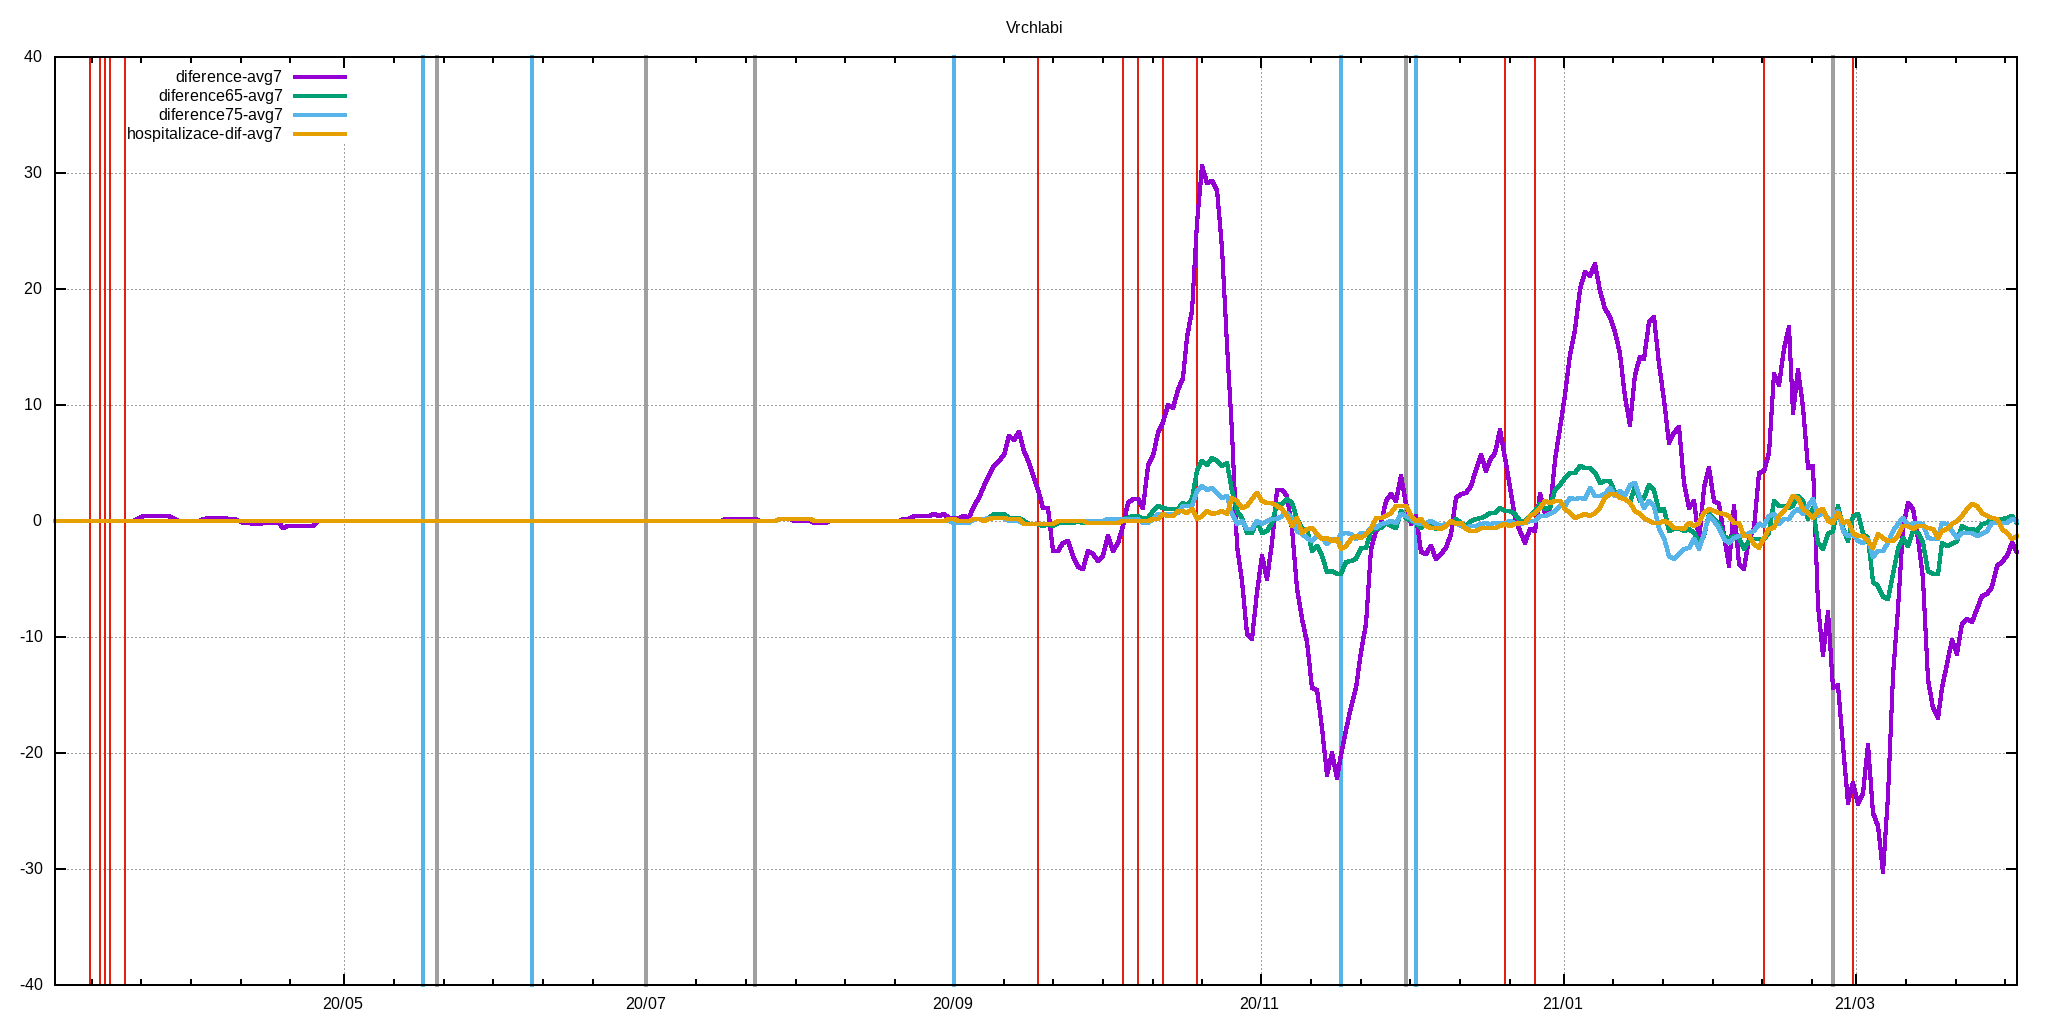 Vrchlabi
diference-avg7
diference65-avg7
diference75-avg7
hospitalizace-dif-avg7
40
30
20
10
0
-10
-20
-30
-40
20/05 20/07 20/09 20/11 21/01 21/03